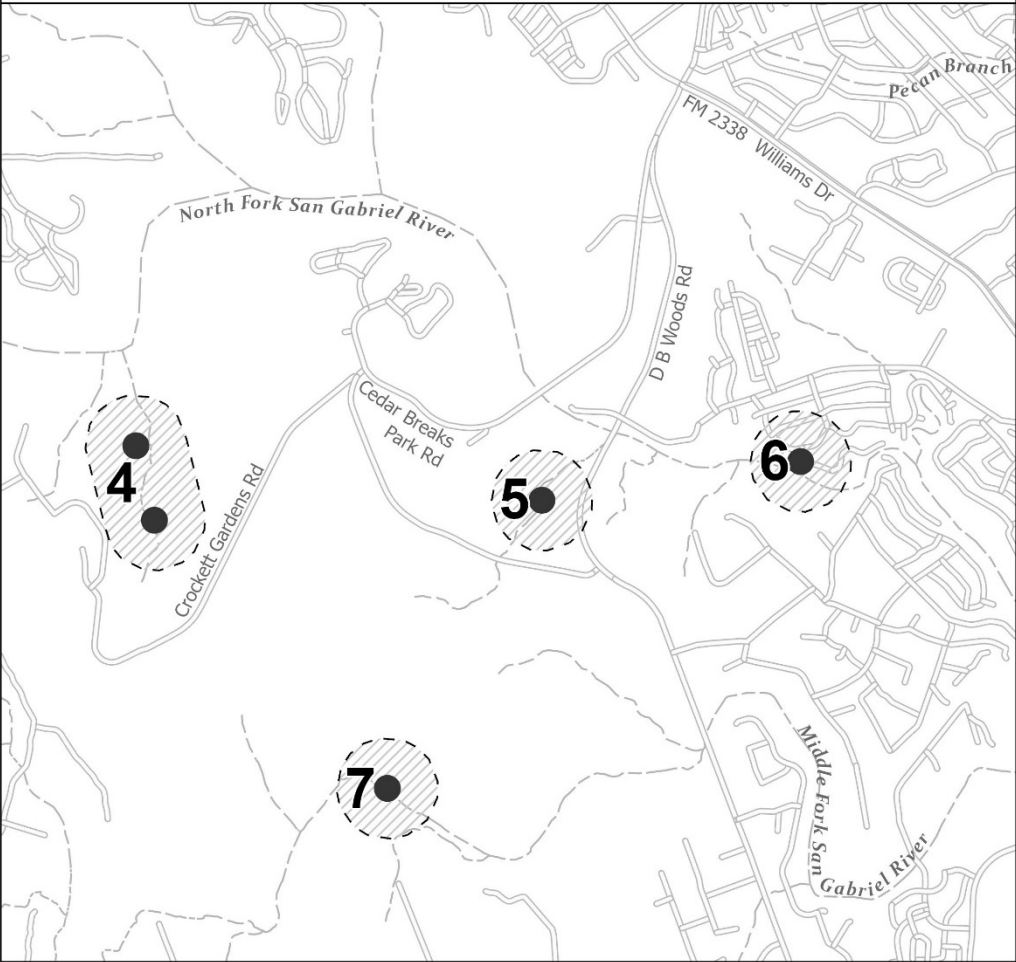 Pecan Branch
FM 2338 Williams Dr
North Fork San Gabriel River
D B Woods Rd
Cedar Breaks
Park Rd
4
Crockett Gardens Rd
5
6
7
Middle Fork San
Gabriel River